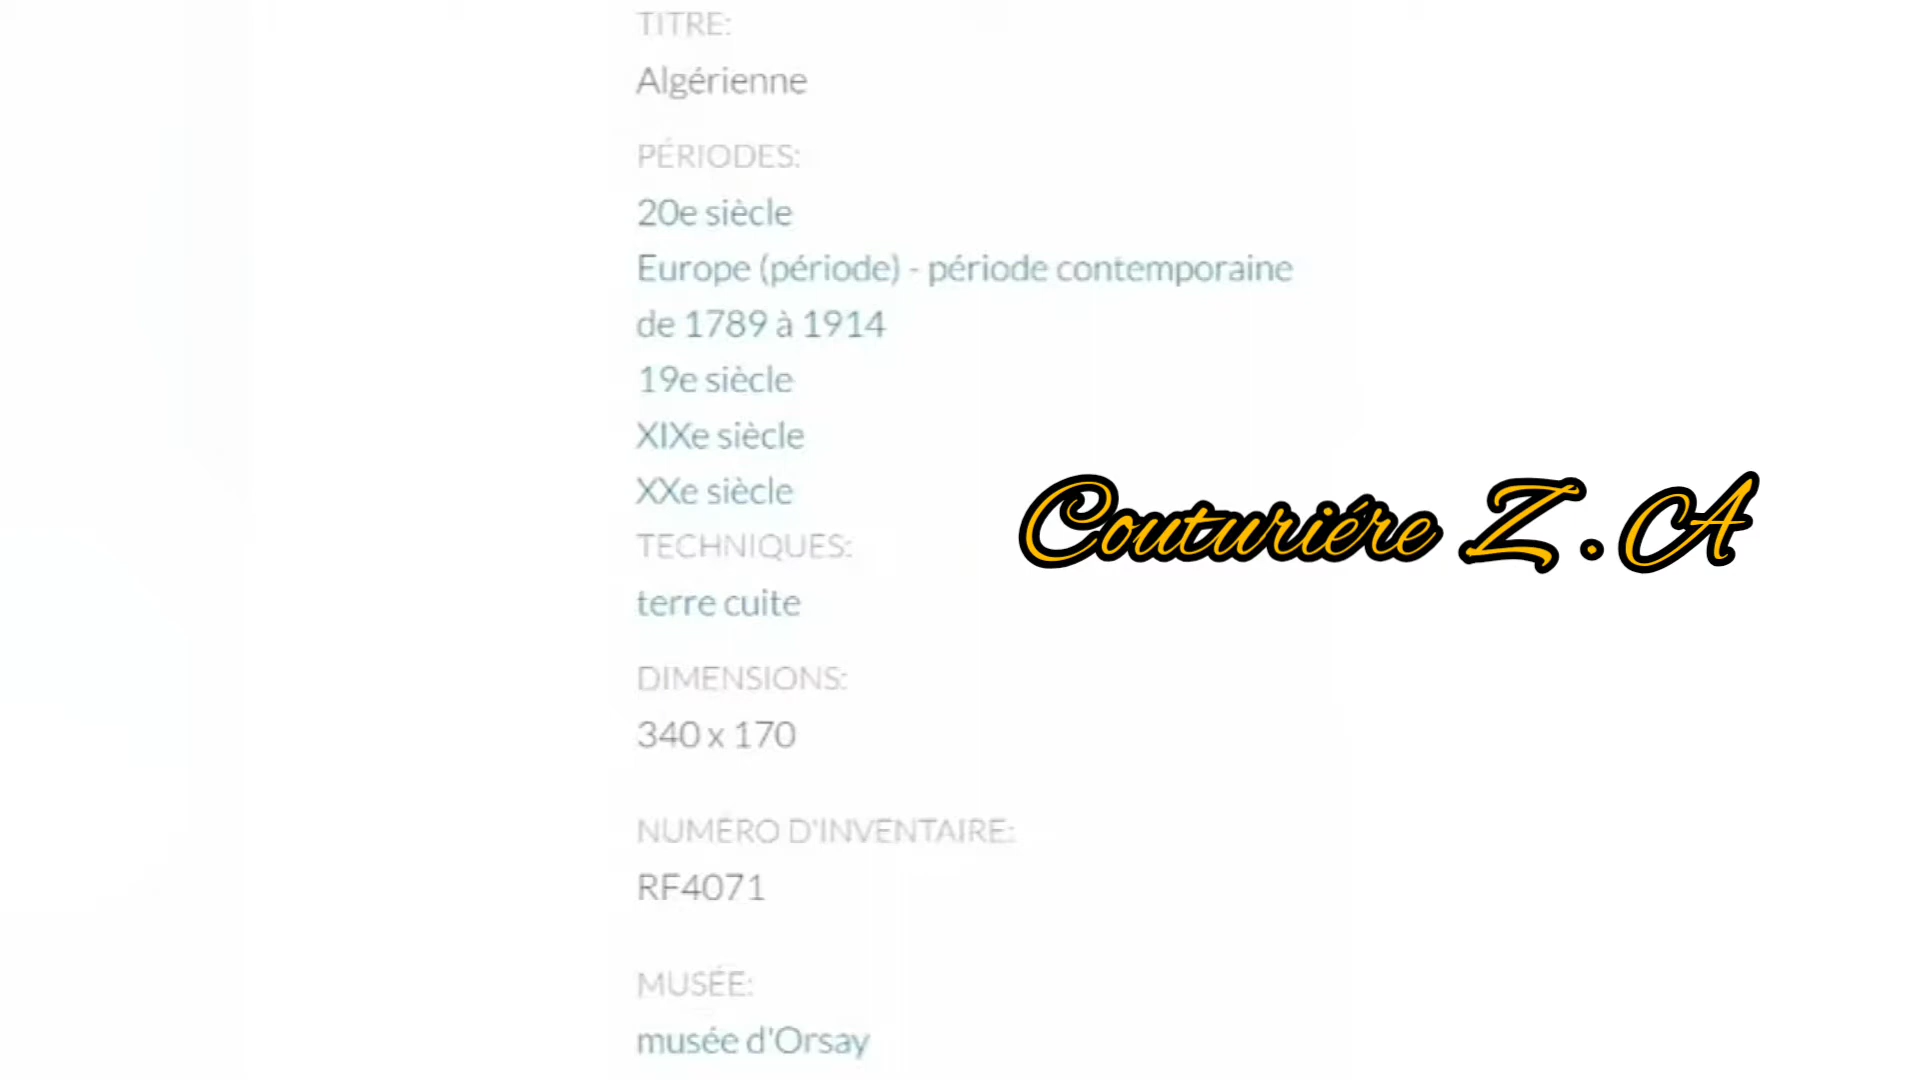 TITRE:
Algérienne
PÉRIODES:
20e siècle
Europe (période) - période contemporaine
de 1789 à 1914
19e siècle
XIXe siècle
XXe siècle
Couturiére Z.A
TECHNIQUES:
terre cuite
DIMENSIONS:
340 x 170
NUMÉRO D'INVENTAIRE:
RF4071
MUSÉE:
musée d'Orsay